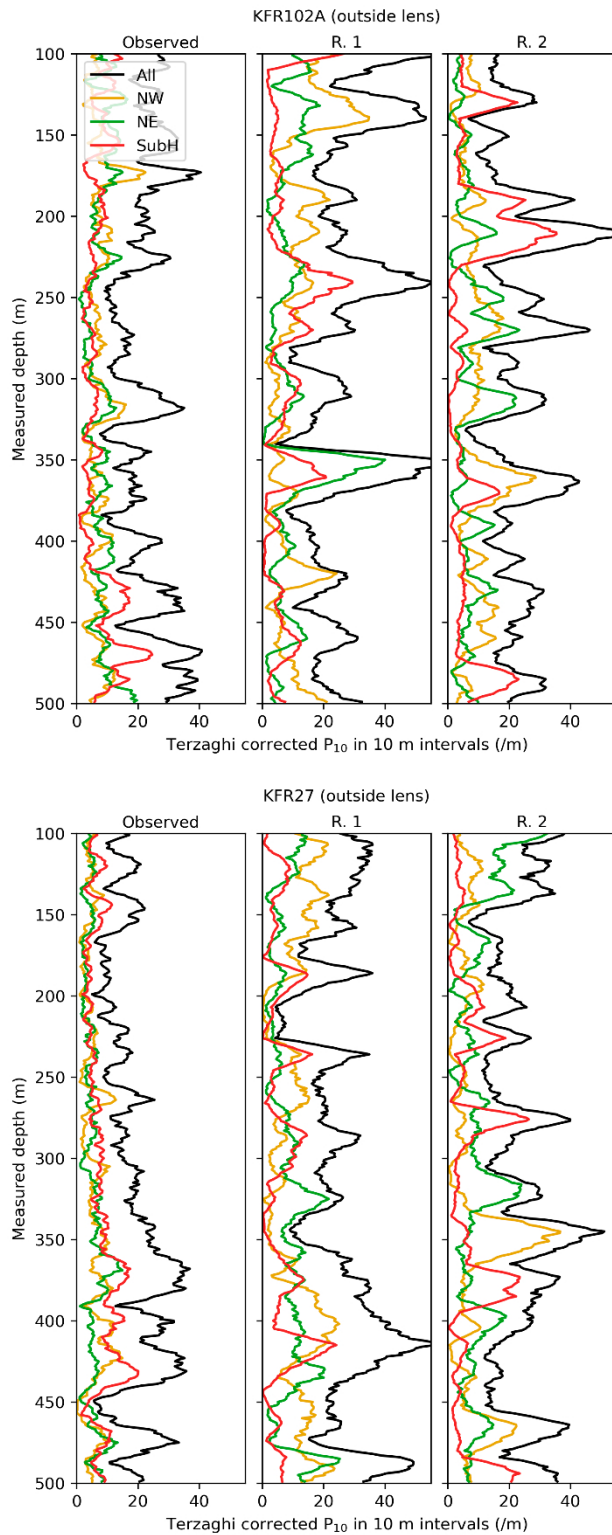 KFR102A (outside lens)
Observed R. 1 R. 2
All
NW
NE
SubH
100
150
200
250
300
350
400
450
500
Measured depth (m)
0 20 40 0 20 40 0 20 40
Terzaghi corrected P10 in 10 m intervals (/m)
KFR27 (outside lens)
Observed R. 1 R. 2
100
150
200
250
300
350
400
450
500
Measured depth (m)
0 20 40 0 20 40 0 20 40
Terzaghi corrected P10 in 10 m intervals (/m)